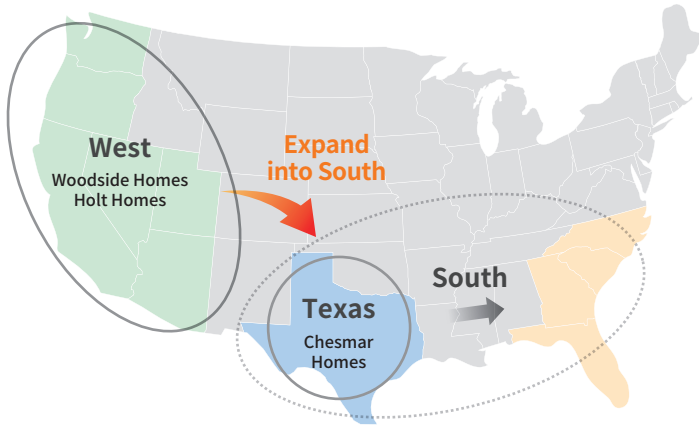 West
Woodside Homes
Holt Homes
Expand
into South
South
Texas
Chesmar
Homes